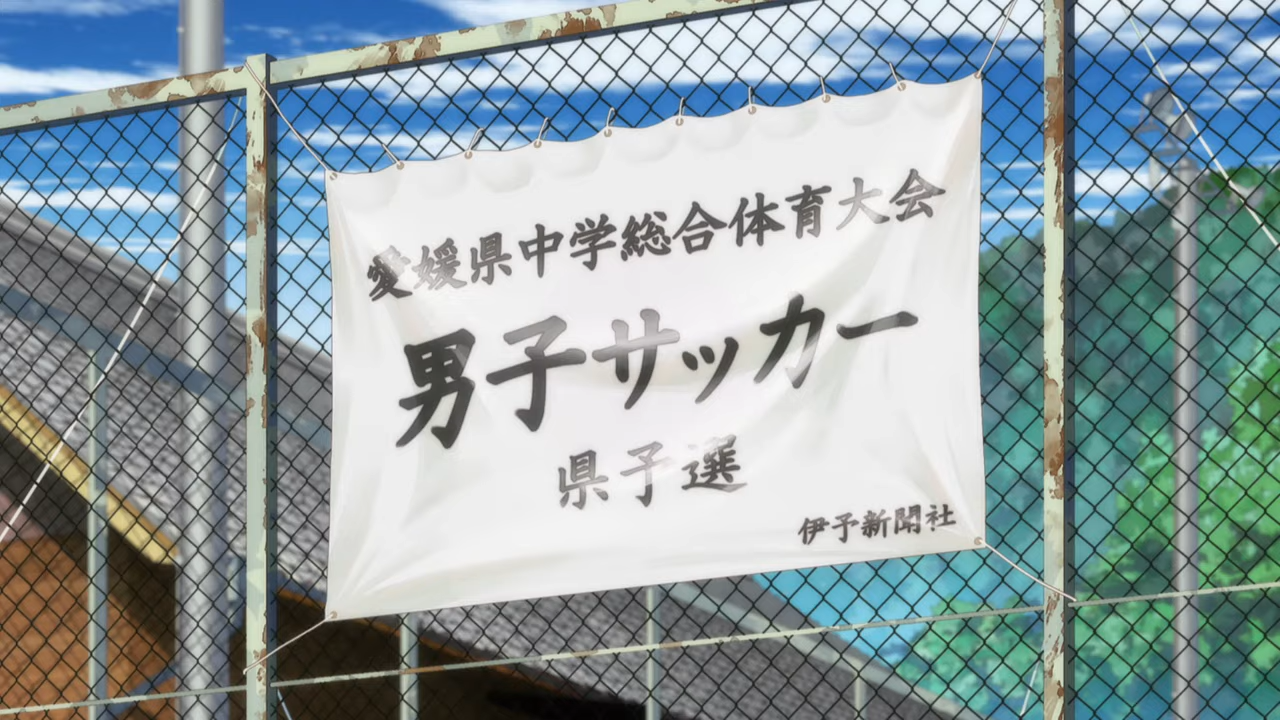 愛媛県中学総合体育大会
男子サッカー
県予選
伊予新聞社